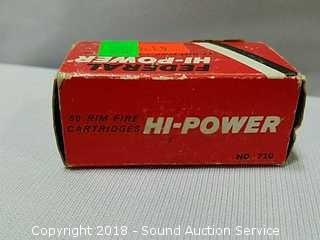 FEDERAL
HI-POWER
50 RIM FIRE
CARTRIDGES HI-POWER
NO. 710
Copyright 2018 - Sound Auction Service